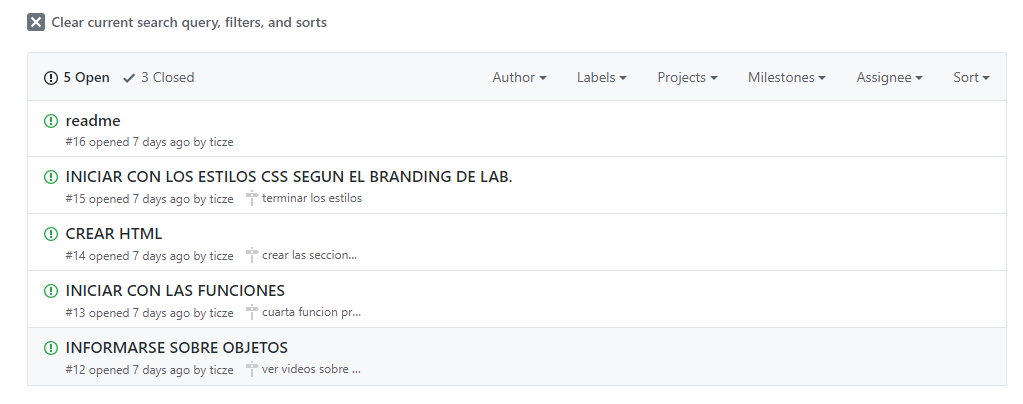 Clear current search query, filters, and sorts
5 Open 3 Closed Author Labels Projects Milestones Assignee Sort
readme
#16 opened 7 days ago by ticze
INICIAR CON LOS ESTILOS CSS SEGUN EL BRANDING DE LAB.
#15 opened 7 days ago by ticze terminar los estilos
CREAR HTML
#14 opened 7 days ago by ticze crear las seccion...
INICIAR CON LAS FUNCIONES
#13 opened 7 days ago by ticze cuarta funcion pr...
INFORMARSE SOBRE OBJETOS
#12 opened 7 days ago by ticze ver videos sobre ...